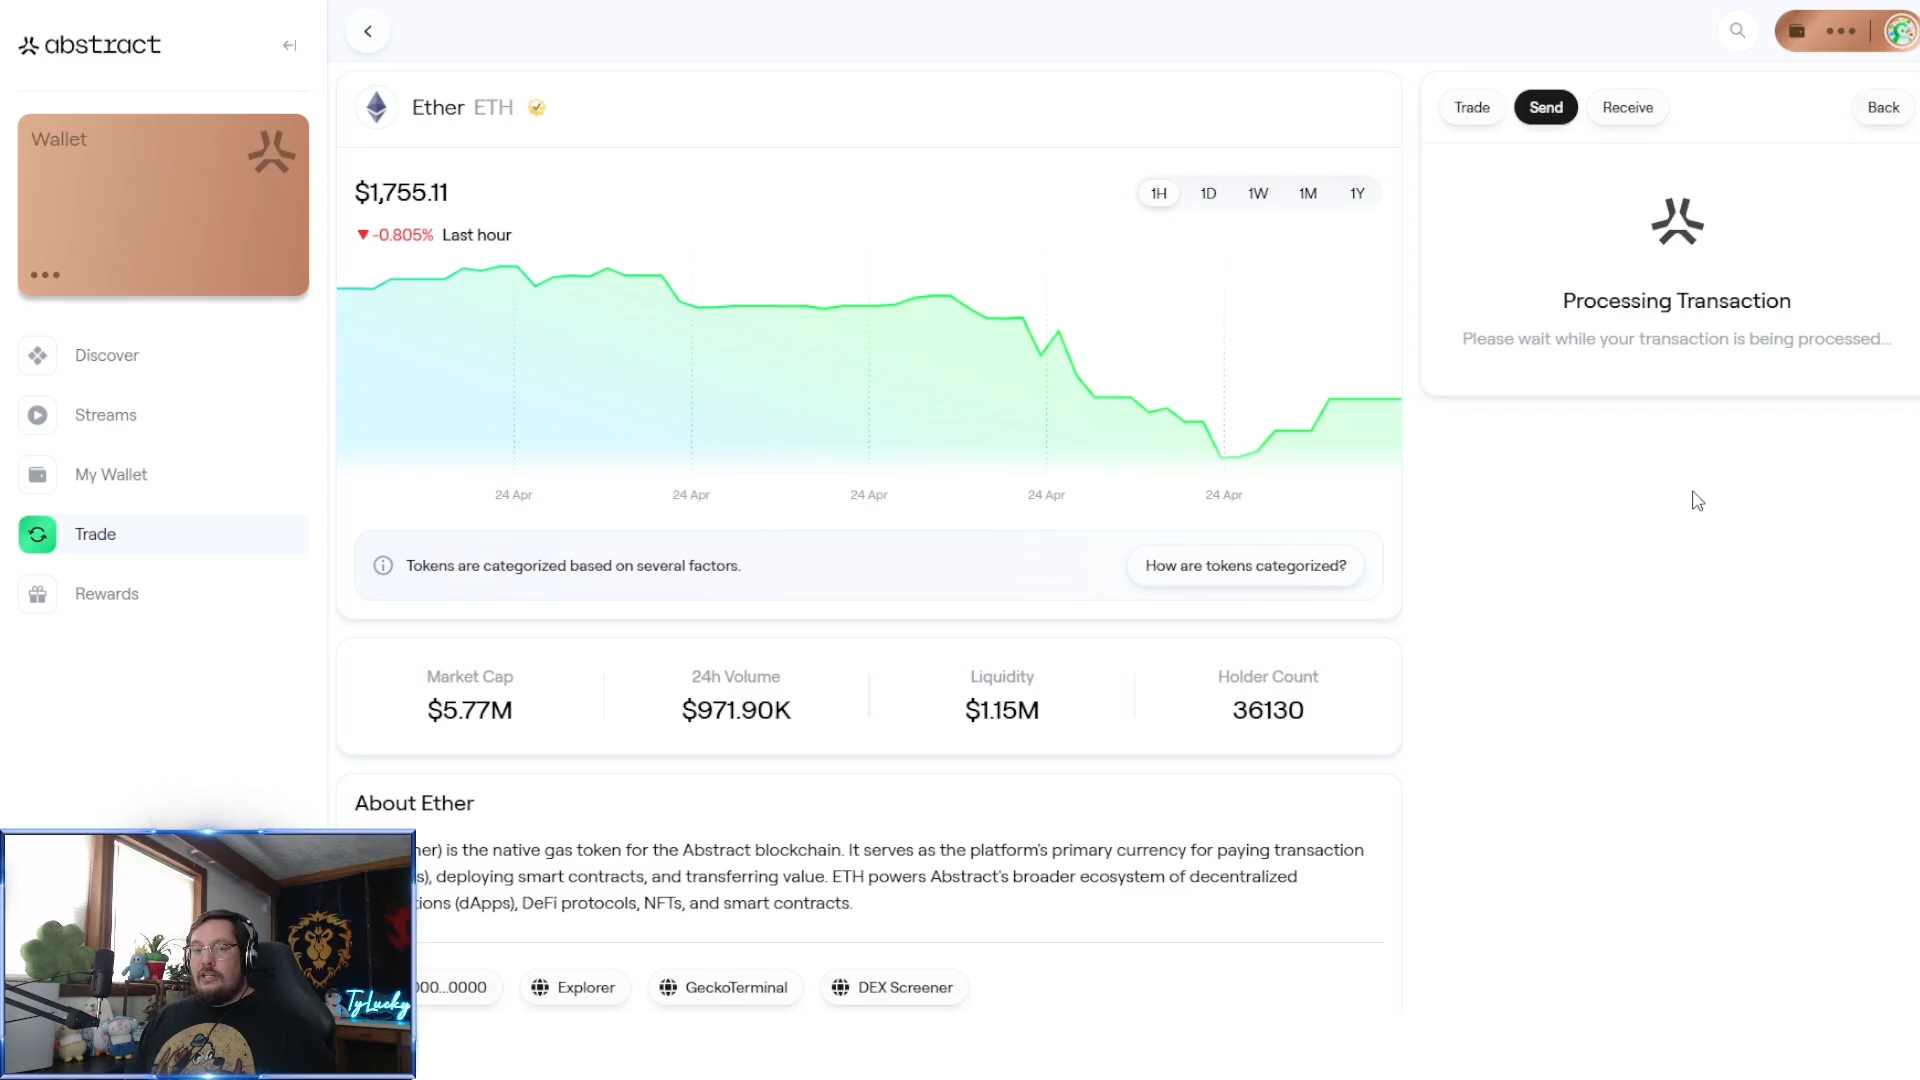 abstract
Wallet
Discover
Streams
My Wallet
Trade
Rewards
Ether ETH
$1,755.11
-0.805% Last hour
1H 1D 1W 1M 1Y
24 Apr 24 Apr 24 Apr 24 Apr 24 Apr
Tokens are categorized based on several factors.
How are tokens categorized?
Market Cap
$5.77M
24h Volume
$971.90K
Liquidity
$1.15M
Holder Count
36130
About Ether
er) is the native gas token for the Abstract blockchain. It serves as the platform's primary currency for paying transaction
s), deploying smart contracts, and transferring value. ETH powers Abstract's broader ecosystem of decentralized
tions (dApps), DeFi protocols, NFTs, and smart contracts.
00...0000
Explorer
GeckoTerminal
DEX Screener
Trade Send Receive Back
Processing Transaction
Please wait while your transaction is being processed...
TyLucky